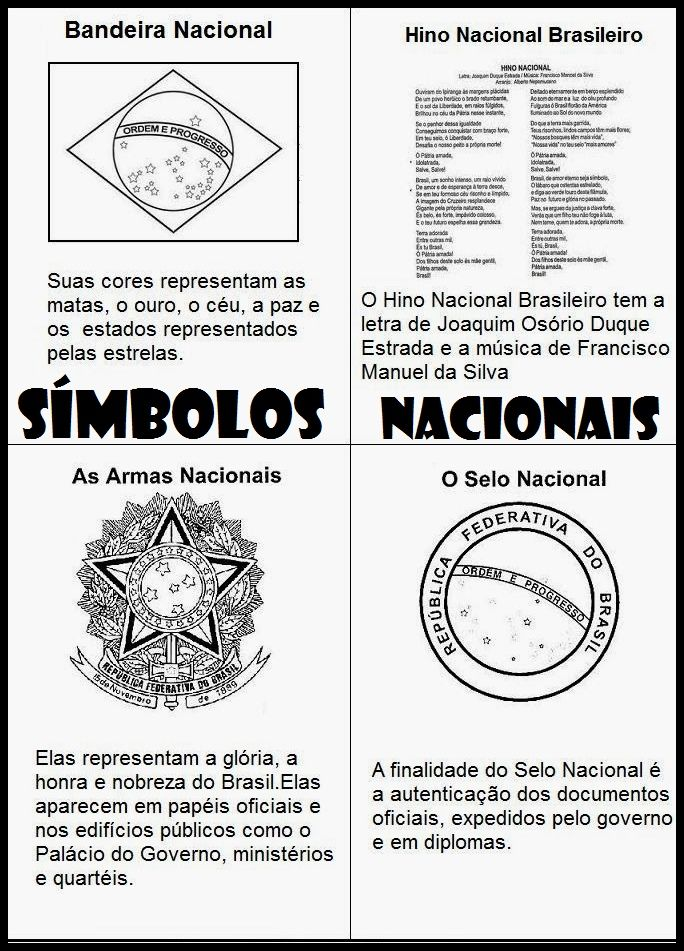 Bandeira Nacional
ORDEM E PROGRESSO
Suas cores representam as
matas, o ouro, o céu, a paz e
os estados representados
pelas estrelas.
Hino Nacional Brasileiro
HINO NACIONAL
Letra: Joaquim Duque Estrada / Música: Francisco Manoel da Silva
Arranjo: Alberto Nepomuceno
Ouviram do Ipiranga às margens plácidas
De um povo heróico o brado retumbante,
E o sol da Liberdade, em raios fúlgidos,
Brilhou no céu da Pátria nesse instante,
Se o penhor dessa igualdade
Conseguimos conquistar com braço forte,
Em teu seio, ó Liberdade,
Desafia o nosso peito a própria morte!
Ó Pátria amada,
Idolatrada,
Salve, Salve!
Brasil, um sonho intenso, um raio vívido
De amor e de esperança à terra desce,
Se em teu formoso céu risonho e límpido,
A imagem do Cruzeiro resplandece
Gigante pela própria natureza,
És belo, és forte, impávido colosso,
E o teu futuro espelha essa grandeza.
Terra adorada
Entre outras mil,
És tu Brasil,
Ó Pátria amada!
Dos filhos deste solo és mãe gentil,
Pátria amada,
Brasil!
Deitado eternamente em berço esplêndido
Ao som do mar e a luz do céu profundo
Fulguras ó Brasil florão da América
Iluminado ao Sol do novo mundo
Do que a terra mais garrida,
Teus risonhos, lindos campos têm mais flores;
"Nossos bosques têm mais vida",
"Nossa vida" no teu seio "mais amores"
Ó Pátria amada,
Idolatrada,
Salve, Salve!
Brasil, de amor eterno seja símbolo,
O lábaro que ostentas estrelado,
e diga ao verde louro desta flâmula,
Paz no futuro e glória no passado.
Mas, se ergues da justiça a clava forte,
Verás que um filho teu não foge à luta,
Nem teme, quem te adora, a própria morte.
Terra adorada
Entre outras mil,
És tu, Brasil,
Ó Pátria amada!
Dos filhos deste solo és mãe gentil,
Pátria amada,
Brasil!
O Hino Nacional Brasileiro tem a
letra de Joaquim Osório Duque
Estrada e a música de Francisco
Manuel da Silva
SÍMBOLOS NACIONAIS
As Armas Nacionais
REPÚBLICA FEDERATIVA DO BRASIL
15 de Novembro de 1889
Elas representam a glória, a
honra e nobreza do Brasil.Elas
aparecem em papéis oficiais e
nos edifícios públicos como o
Palácio do Governo, ministérios
e quartéis.
O Selo Nacional
REPÚBLICA FEDERATIVA DO BRASIL
ORDEM E PROGRESSO
A finalidade do Selo Nacional é
a autenticação dos documentos
oficiais, expedidos pelo governo
e em diplomas.